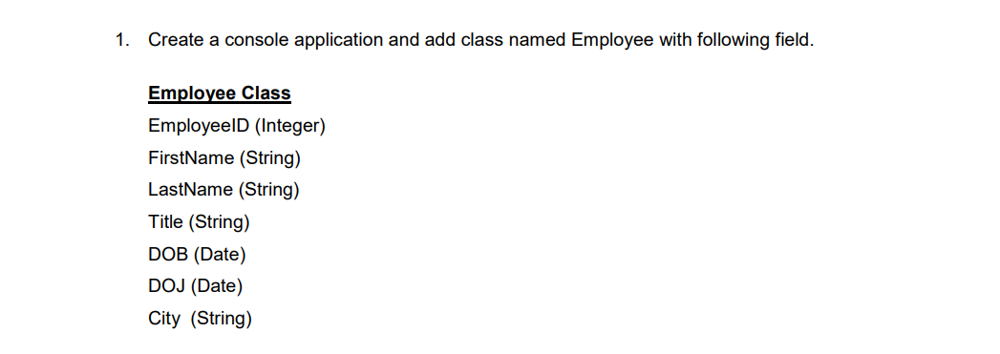 1. Create a console application and add class named Employee with following field.
Employee Class
EmployeeID (Integer)
FirstName (String)
LastName (String)
Title (String)
DOB (Date)
DOJ (Date)
City (String)